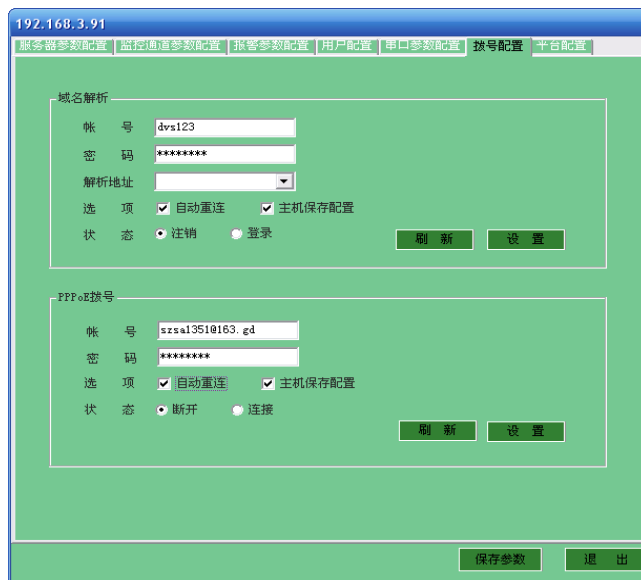 192.168.3.91
服务器参数配置 监控通道参数配置 报警参数配置 用户配置 串口参数配置 拨号配置 平台配置
域名解析
帐 号 dvs123
密 码 ********
解析地址
选 项 自动重连 主机保存配置
状 态 注销 登录
刷 新 设 置
PPPoE拨号
帐 号 szsa1351@163.gd
密 码 ********
选 项 自动重连 主机保存配置
状 态 断开 连接
刷 新 设 置
保存参数 退 出